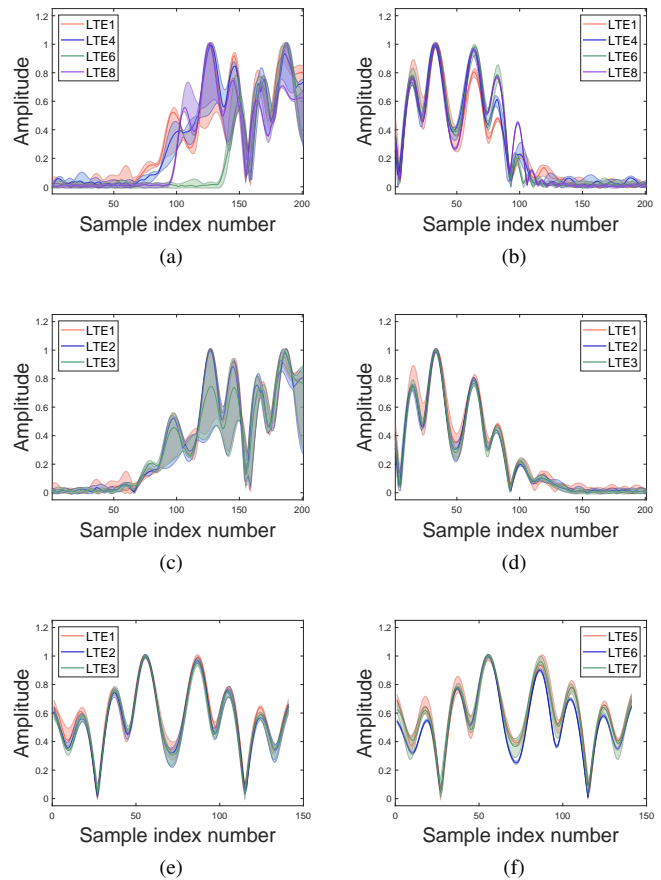 LTE1
LTE4
LTE6
LTE8
Amplitude
1.2
1
0.8
0.6
0.4
0.2
0
50
100
150
200
Sample index number
(a)
LTE1
LTE4
LTE6
LTE8
Amplitude
1.2
1
0.8
0.6
0.4
0.2
0
50
100
150
200
Sample index number
(b)
LTE1
LTE2
LTE3
Amplitude
1.2
1
0.8
0.6
0.4
0.2
0
50
100
150
200
Sample index number
(c)
LTE1
LTE2
LTE3
Amplitude
1.2
1
0.8
0.6
0.4
0.2
0
50
100
150
200
Sample index number
(d)
LTE1
LTE2
LTE3
Amplitude
1.2
1
0.8
0.6
0.4
0.2
0
0
50
100
150
Sample index number
(e)
LTE5
LTE6
LTE7
Amplitude
1.2
1
0.8
0.6
0.4
0.2
0
0
50
100
150
Sample index number
(f)